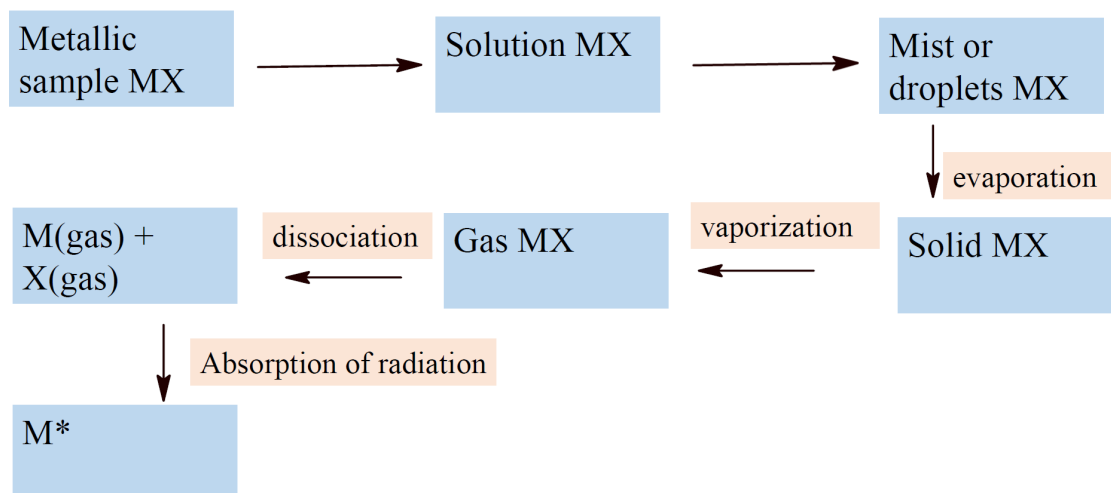 Metallic
sample MX
Solution MX
Mist or
droplets MX
evaporation
Solid MX
vaporization
Gas MX
dissociation
M(gas) +
X(gas)
Absorption of radiation
M*